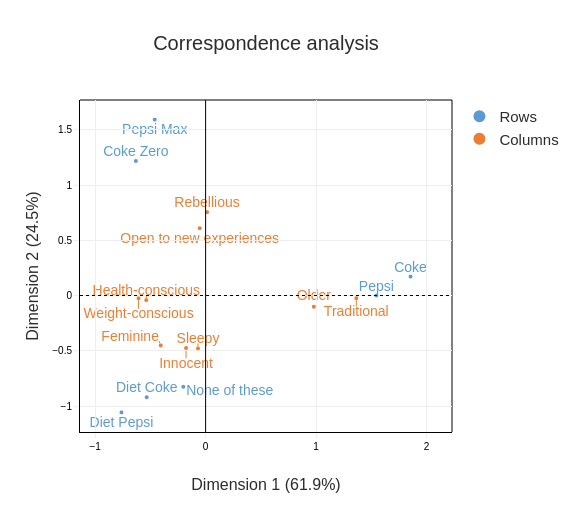 Correspondence analysis
Rows
Columns
Dimension 2 (24.5%)
1.5
1
0.5
0
−0.5
−1
Pepsi Max
Coke Zero
Rebellious
Open to new experiences
Coke
Pepsi
Health-conscious
Older
Weight-conscious
Traditional
Feminine
Sleepy
Innocent
Diet Coke
None of these
Diet Pepsi
−1
0
1
2
Dimension 1 (61.9%)